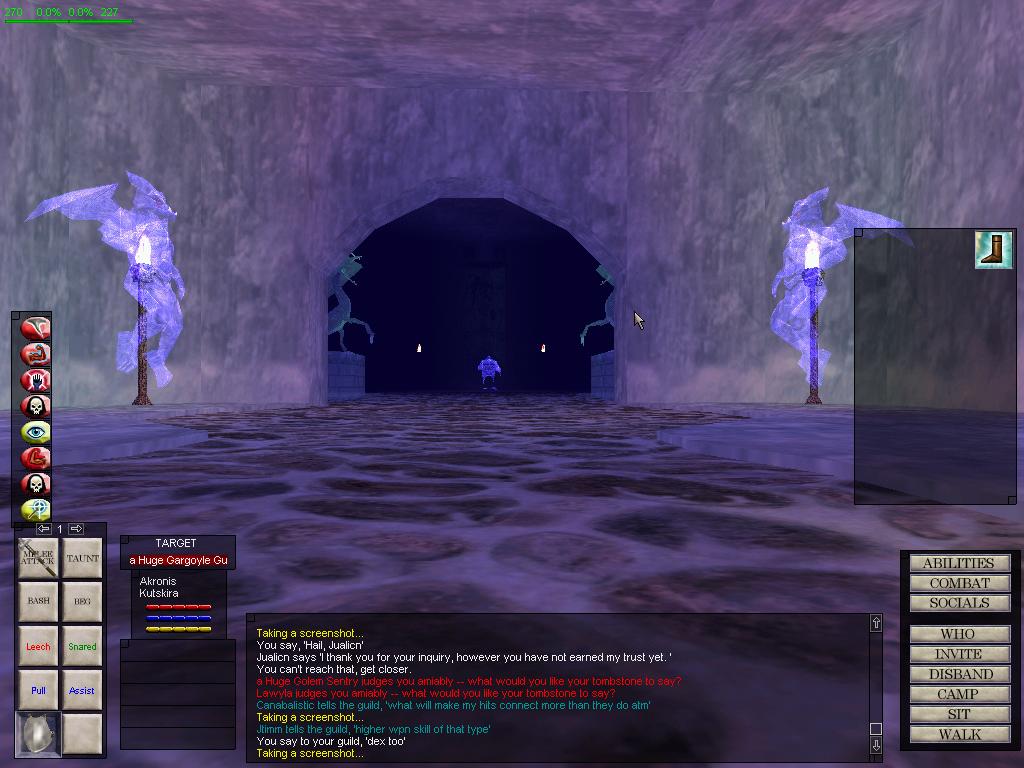 270 0.0% 0.0% 227
1
MELEE ATTACK TAUNT
BASH BEG
Leech Snared
Pull Assist
TARGET
a Huge Gargoyle Gu
Akronis
Kutskira
Taking a screenshot...
You say, 'Hail, Jualicn'
Jualicn says 'I thank you for your inquiry, however you have not earned my trust yet. '
You can't reach that, get closer.
a Huge Golem Sentry judges you amiably -- what would you like your tombstone to say?
Lawyla judges you amiably -- what would you like your tombstone to say?
Canabalistic tells the guild, 'what will make my hits connect more than they do atm'
Taking a screenshot...
Jtimm tells the guild, 'higher wpn skill of that type'
You say to your guild, 'dex too'
Taking a screenshot...
ABILITIES
COMBAT
SOCIALS
WHO
INVITE
DISBAND
CAMP
SIT
WALK